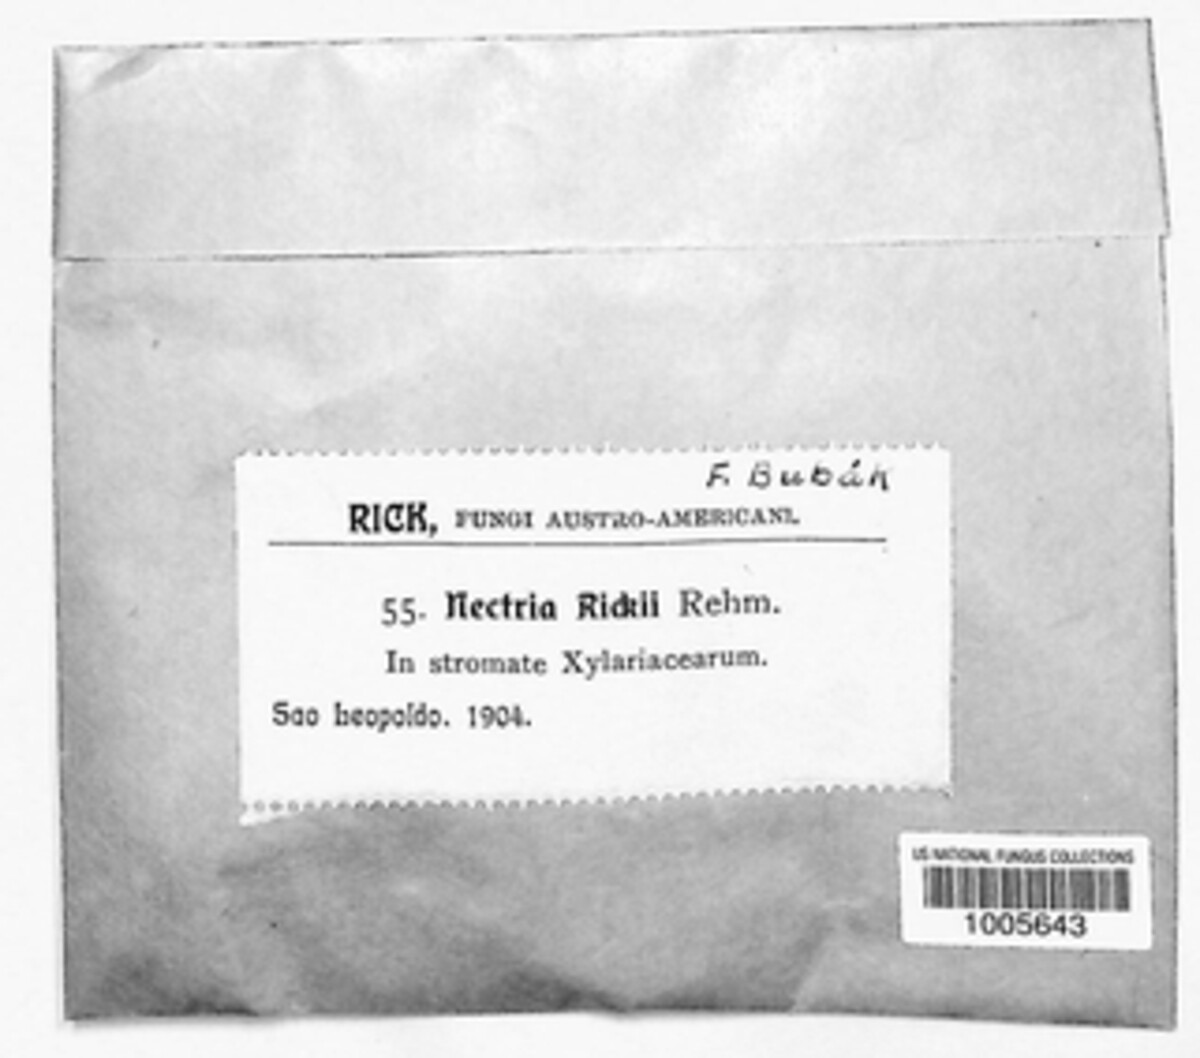 F. Bubák
RICK, FUNGI AUSTRO-AMERICANI.
55. Nectria Rickii Rehm.
In stromate Xylariacearum.
Sao Leopoldo. 1904.
US NATIONAL FUNGUS COLLECTIONS
1005643